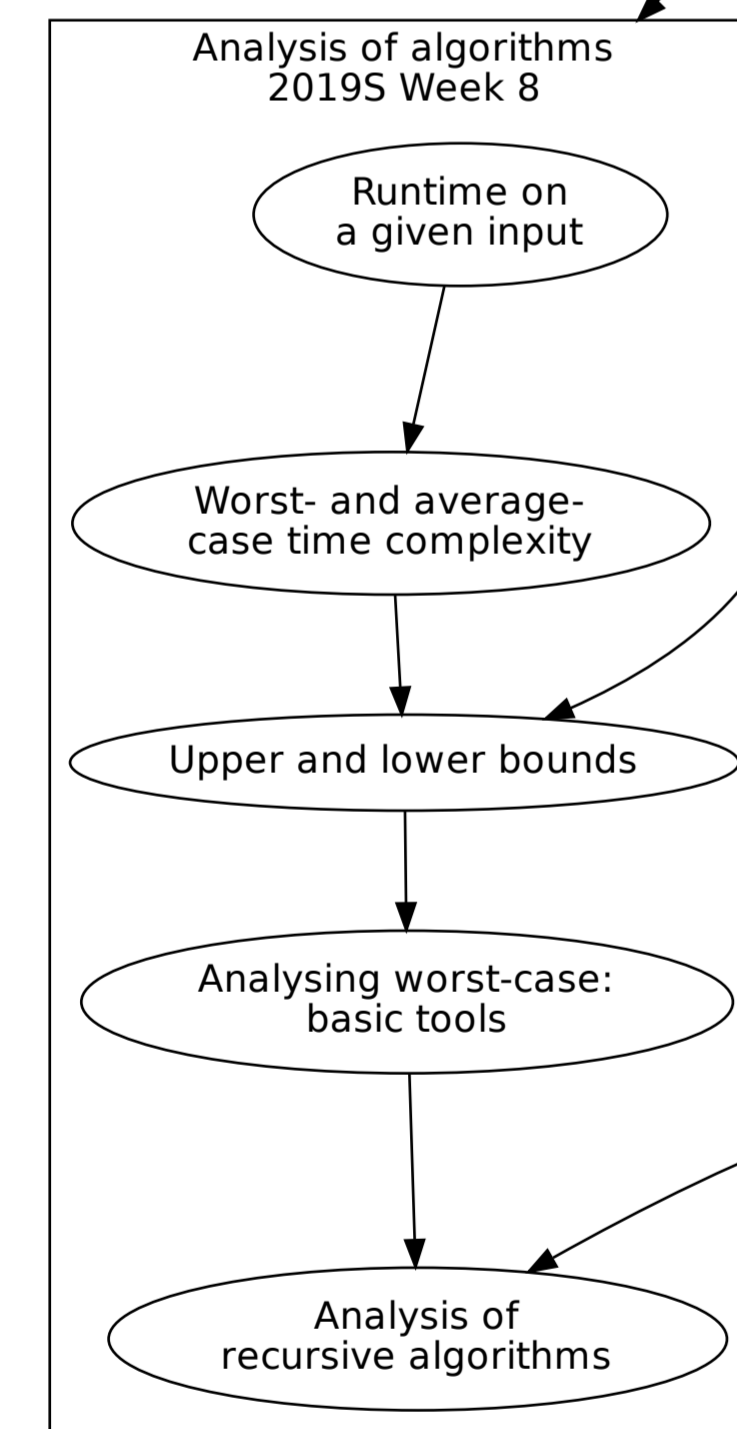 Analysis of algorithms
2019S Week 8
Runtime on
a given input
Worst- and average-
case time complexity
Upper and lower bounds
Analysing worst-case:
basic tools
Analysis of
recursive algorithms